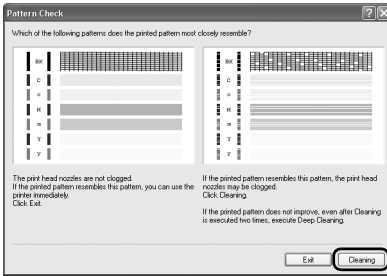 Pattern Check
Which of the following patterns does the printed pattern most closely resemble?
BK
C
c
M
m
Y
y
BK
C
c
M
m
Y
y
The print head nozzles are not clogged.
If the printed pattern resembles this pattern, you can use the
printer immediately.
Click Exit.
If the printed pattern resembles this pattern, the print head
nozzles may be clogged.
Click Cleaning.
If the printed pattern does not improve, even after Cleaning
is executed two times, execute Deep Cleaning.
Exit
Cleaning